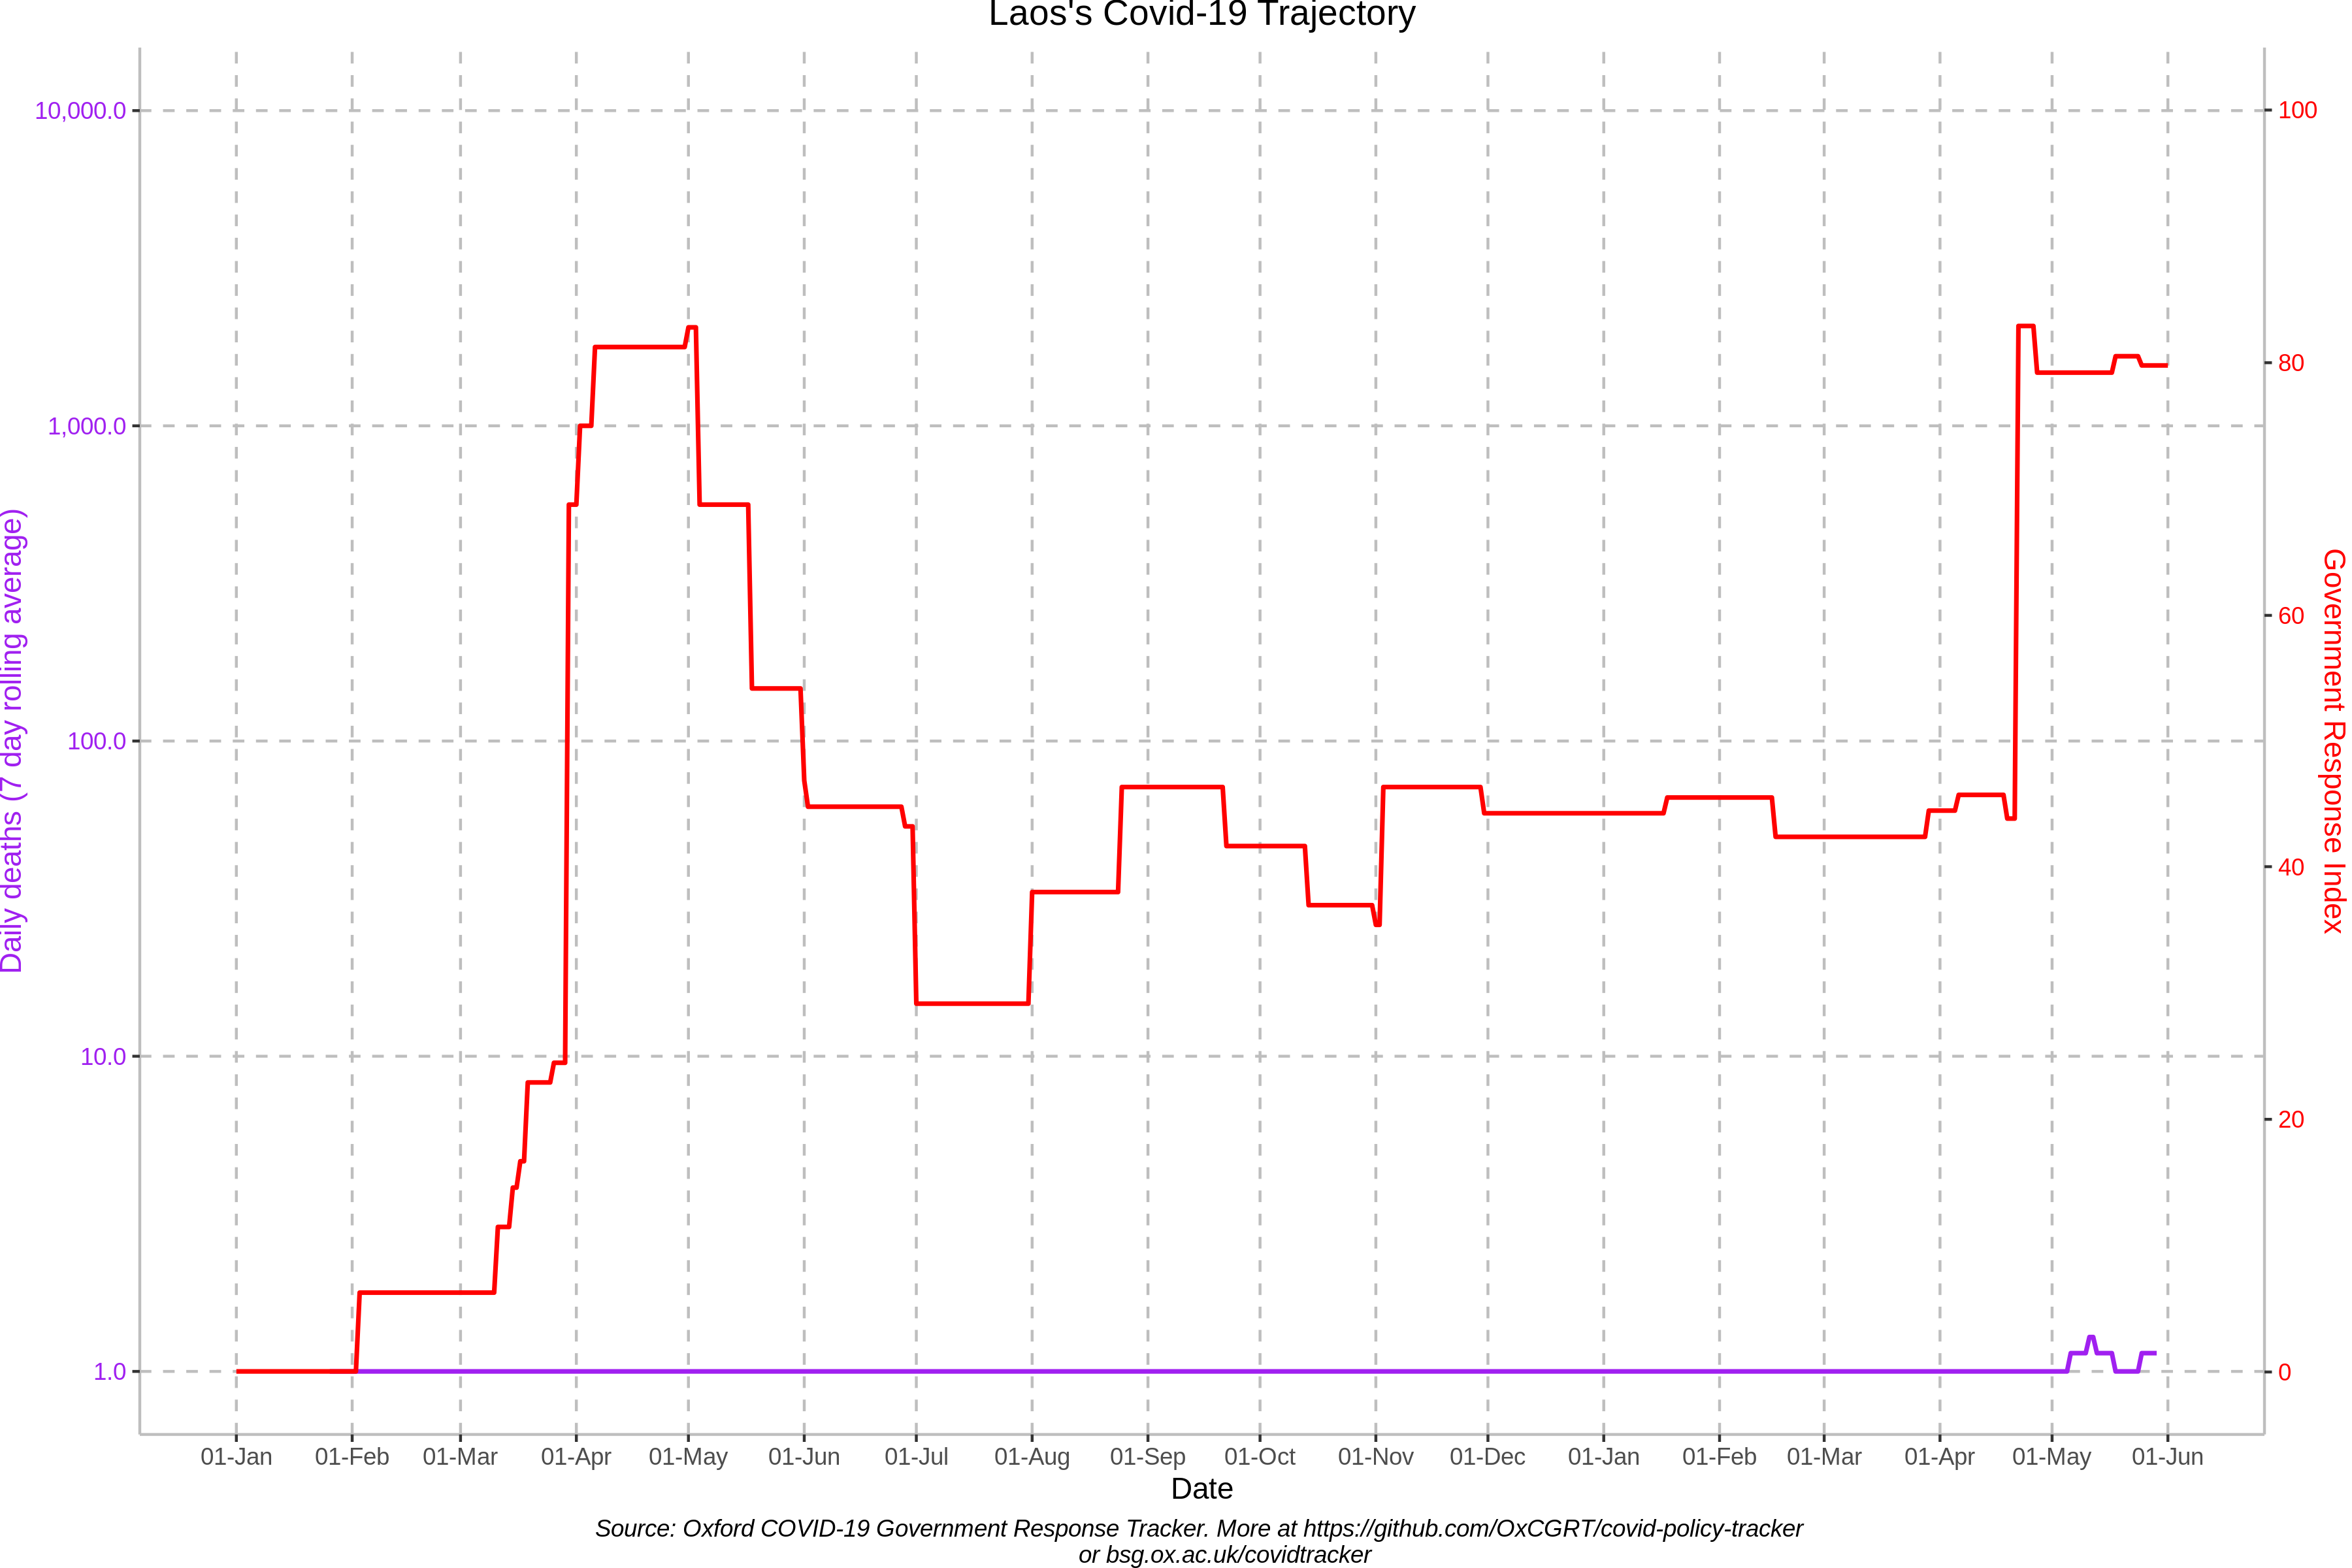 Laos's Covid-19 Trajectory
10,000.0
1,000.0
100.0
10.0
1.0
Daily deaths (7 day rolling average)
100
80
60
40
20
0
Government Response Index
01-Jan 01-Feb 01-Mar 01-Apr 01-May 01-Jun 01-Jul 01-Aug 01-Sep 01-Oct 01-Nov 01-Dec 01-Jan 01-Feb 01-Mar 01-Apr 01-May 01-Jun
Date
Source: Oxford COVID-19 Government Response Tracker. More at https://github.com/OxCGRT/covid-policy-tracker
or bsg.ox.ac.uk/covidtracker